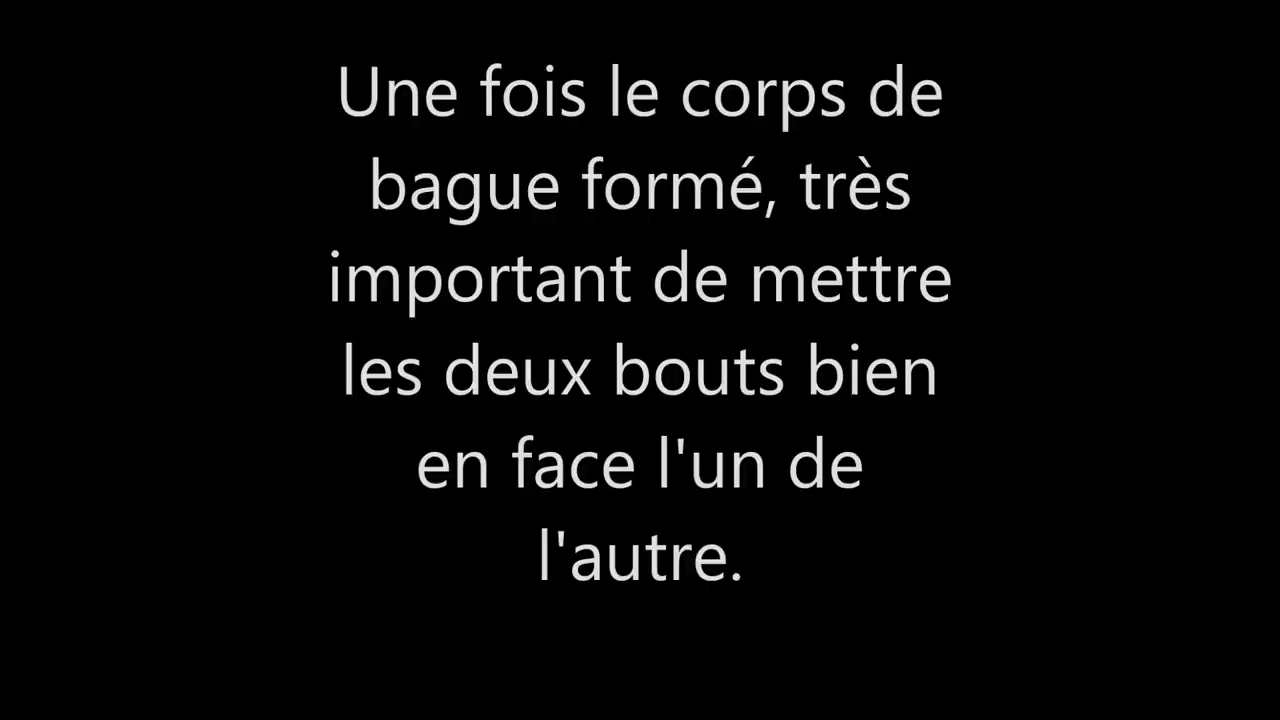 Une fois le corps de
bague formé, très
important de mettre
les deux bouts bien
en face l'un de
l'autre.